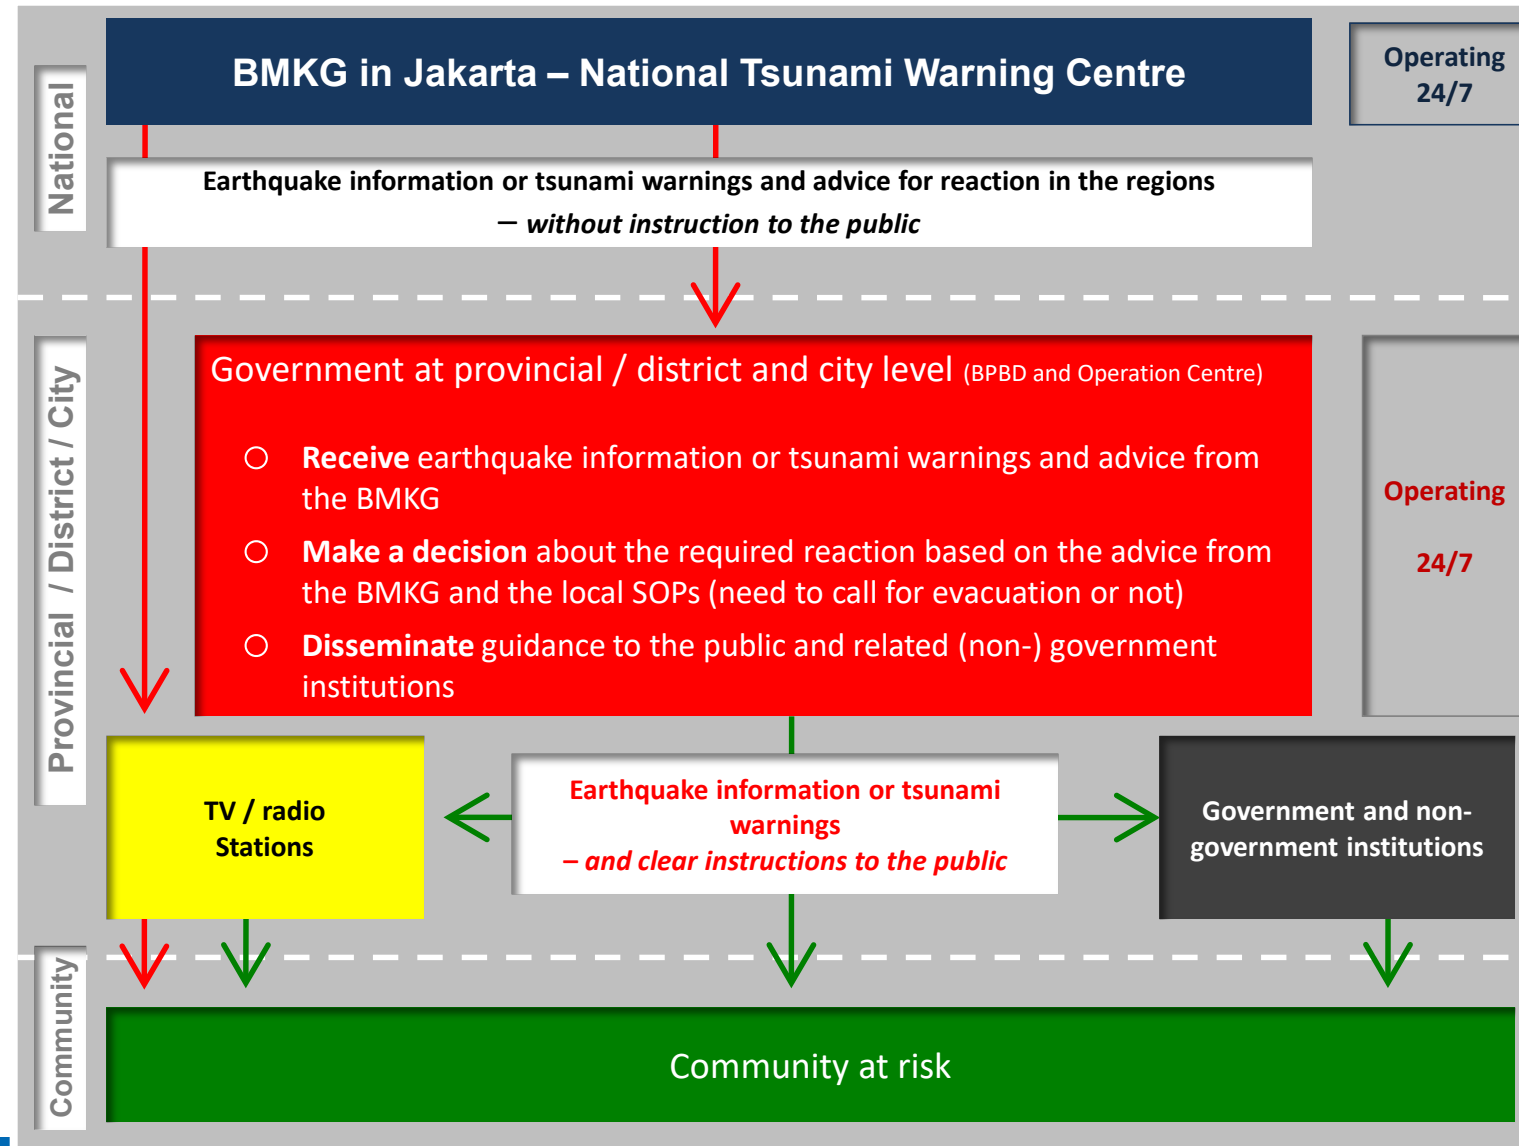 National
BMKG in Jakarta – National Tsunami Warning Centre
Operating
24/7
Earthquake information or tsunami warnings and advice for reaction in the regions
– without instruction to the public
Provincial / District / City
Government at provincial / district and city level (BPBD and Operation Centre)
○ Receive earthquake information or tsunami warnings and advice from
the BMKG
○ Make a decision about the required reaction based on the advice from
the BMKG and the local SOPs (need to call for evacuation or not)
○ Disseminate guidance to the public and related (non-) government
institutions
Operating
24/7
TV / radio
Stations
Earthquake information or tsunami
warnings
– and clear instructions to the public
Government and non-
government institutions
Community
Community at risk